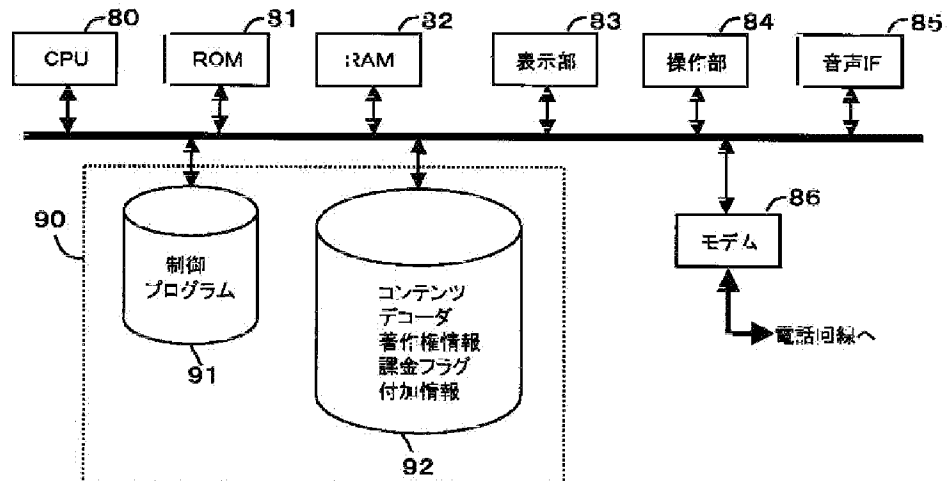 80
81
82
83
84
85
CPU
ROM
RAM
表示部
操作部
音声IF
90
86
制御
プログラム
モデム
コンテンツ
デコーダ
著作権情報
課金フラグ
付加情報
電話回線へ
91
92